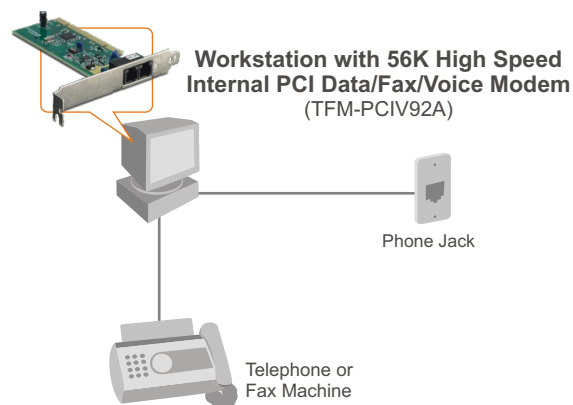 Workstation with 56K High Speed
Internal PCI Data/Fax/Voice Modem
(TFM-PCIV92A)
Phone Jack
Telephone or
Fax Machine